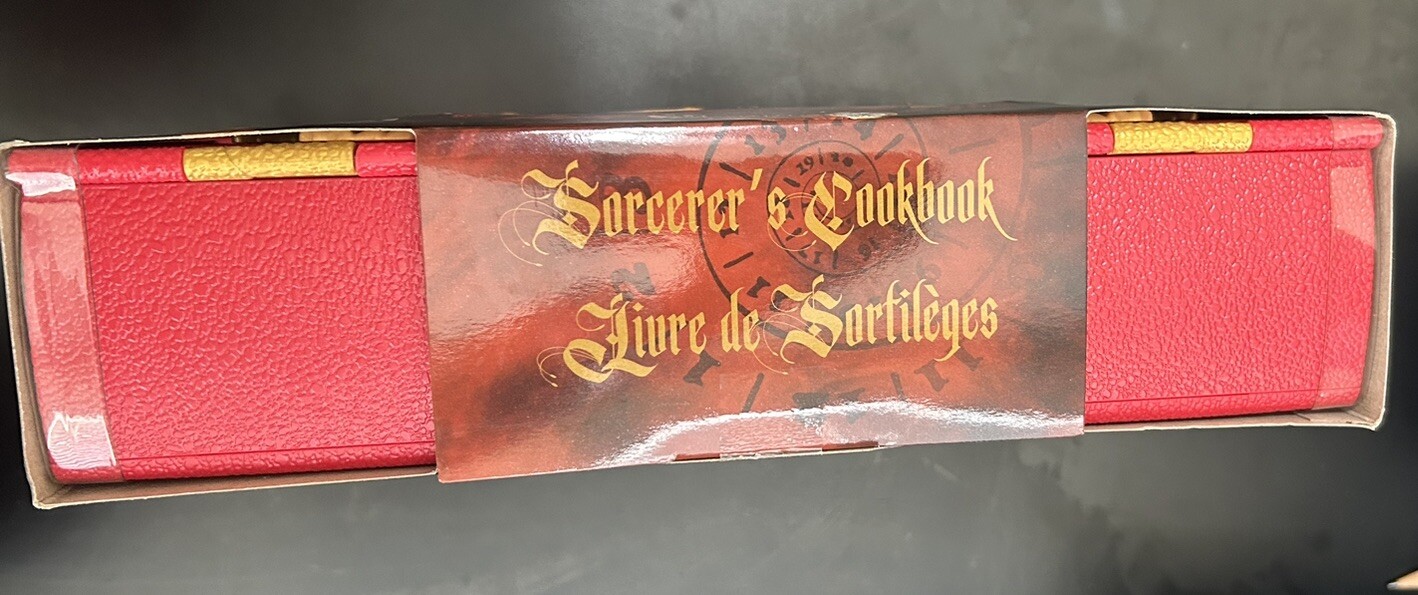 Sorcerer's Cookbook
Livre de Sortilèges